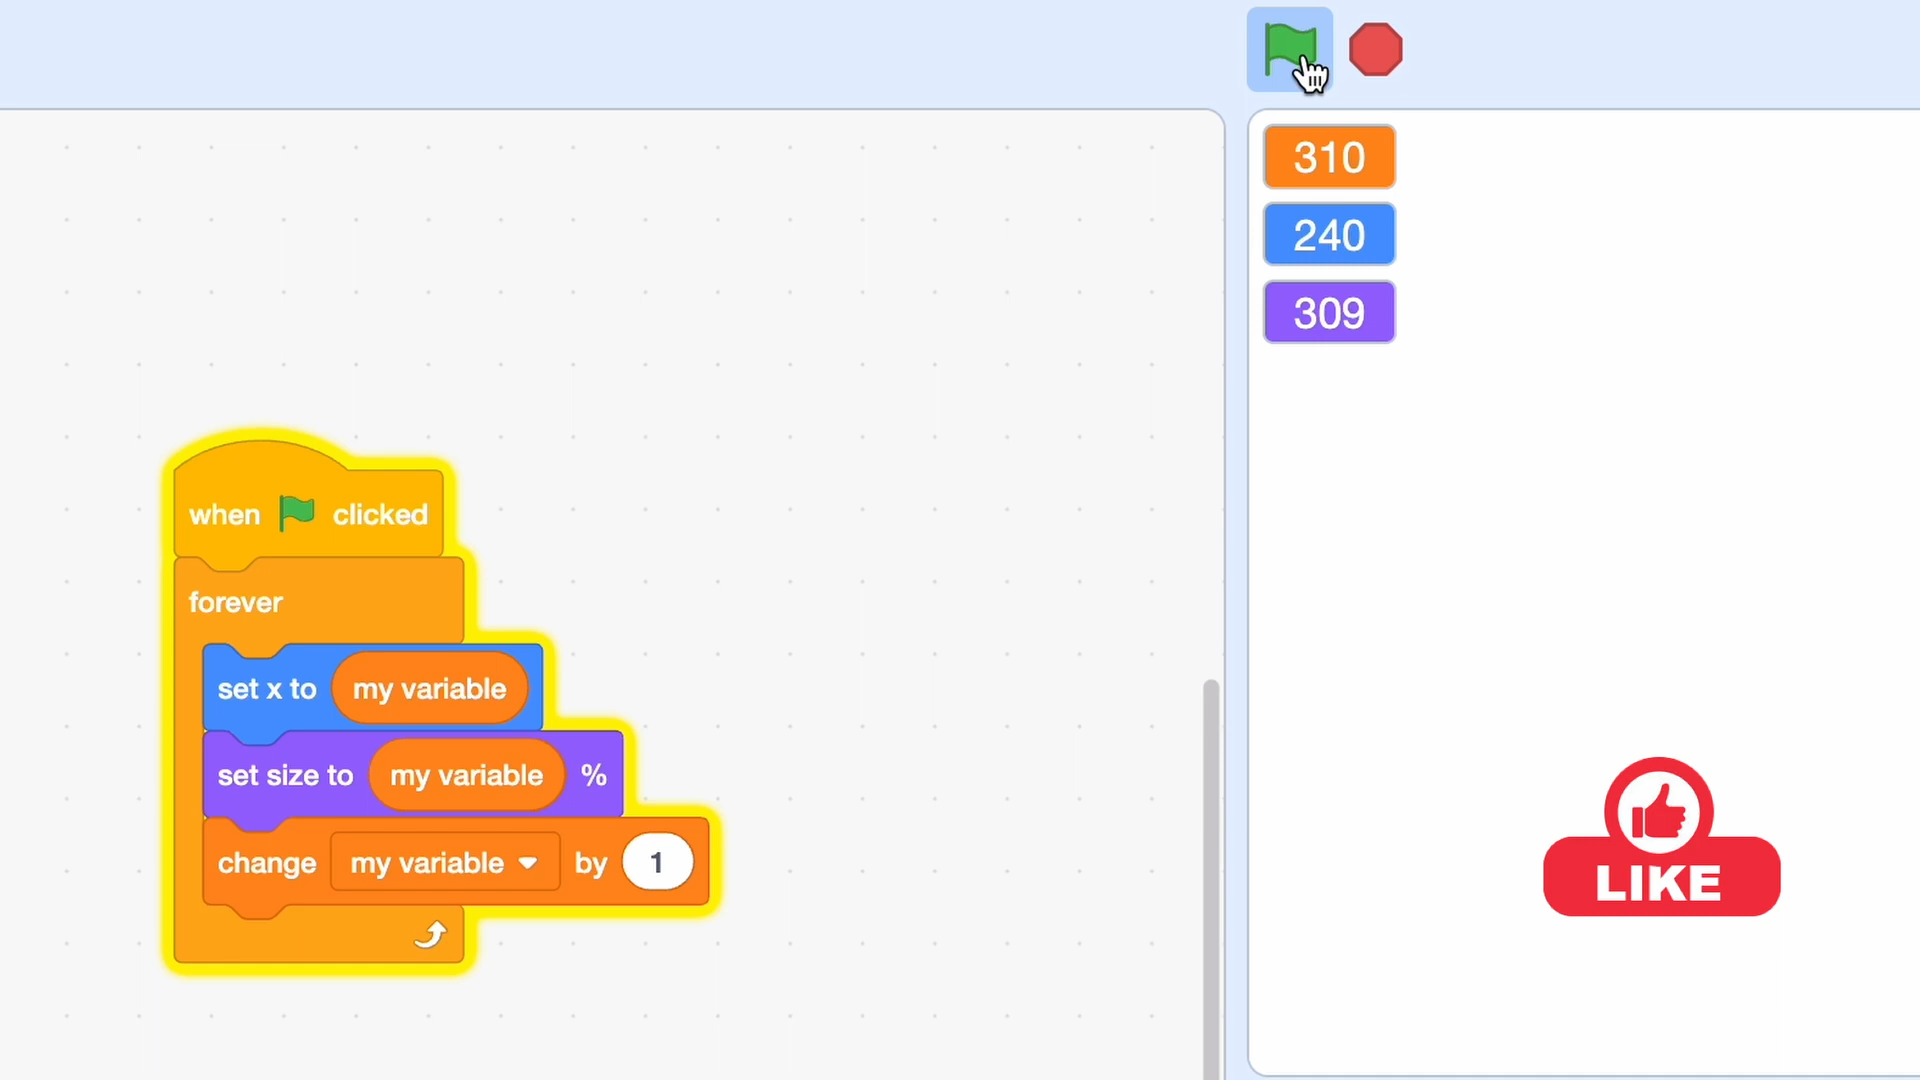 310
240
309
when clicked
forever
set x to my variable
set size to my variable %
change my variable by 1
LIKE